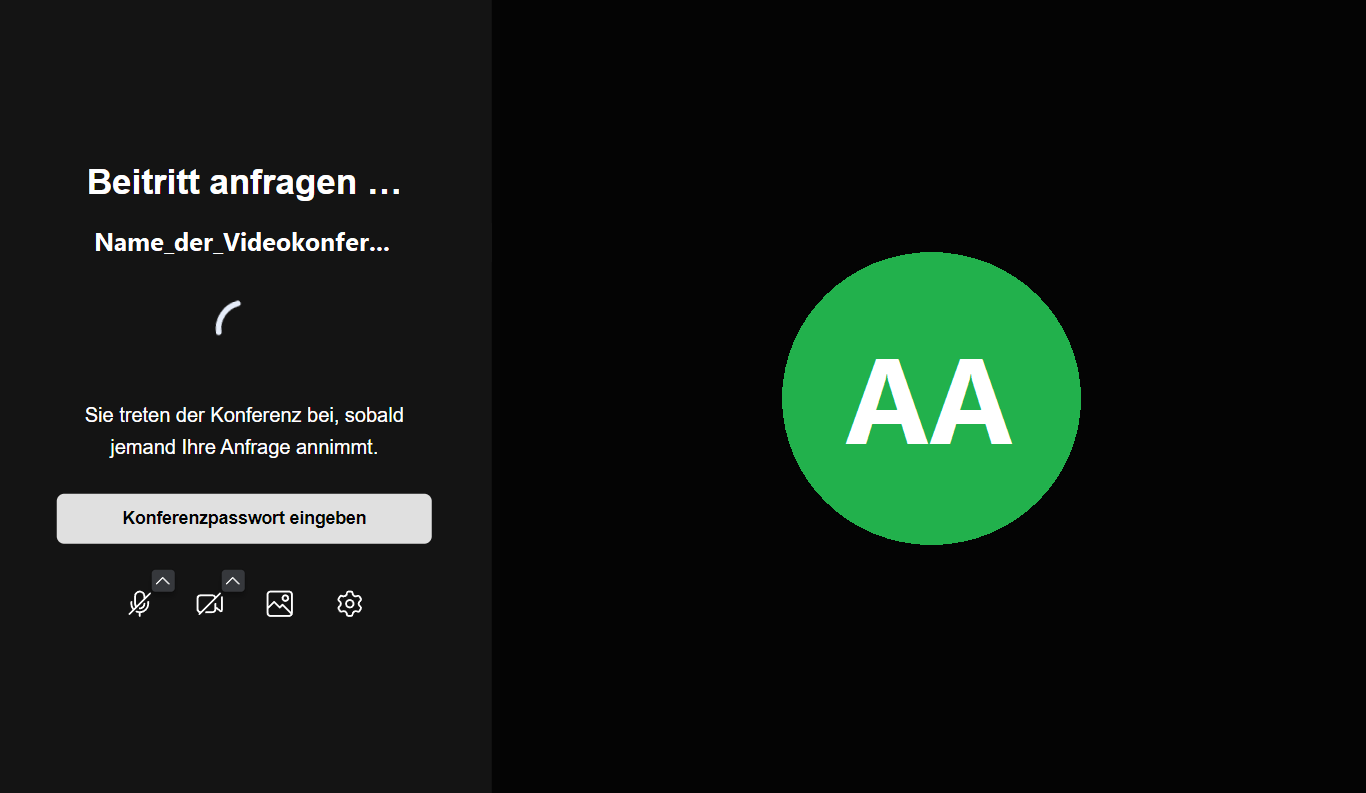 Beitritt anfragen …
Name_der_Videokonfer...
Sie treten der Konferenz bei, sobald
jemand Ihre Anfrage annimmt.
Konferenzpasswort eingeben
AA